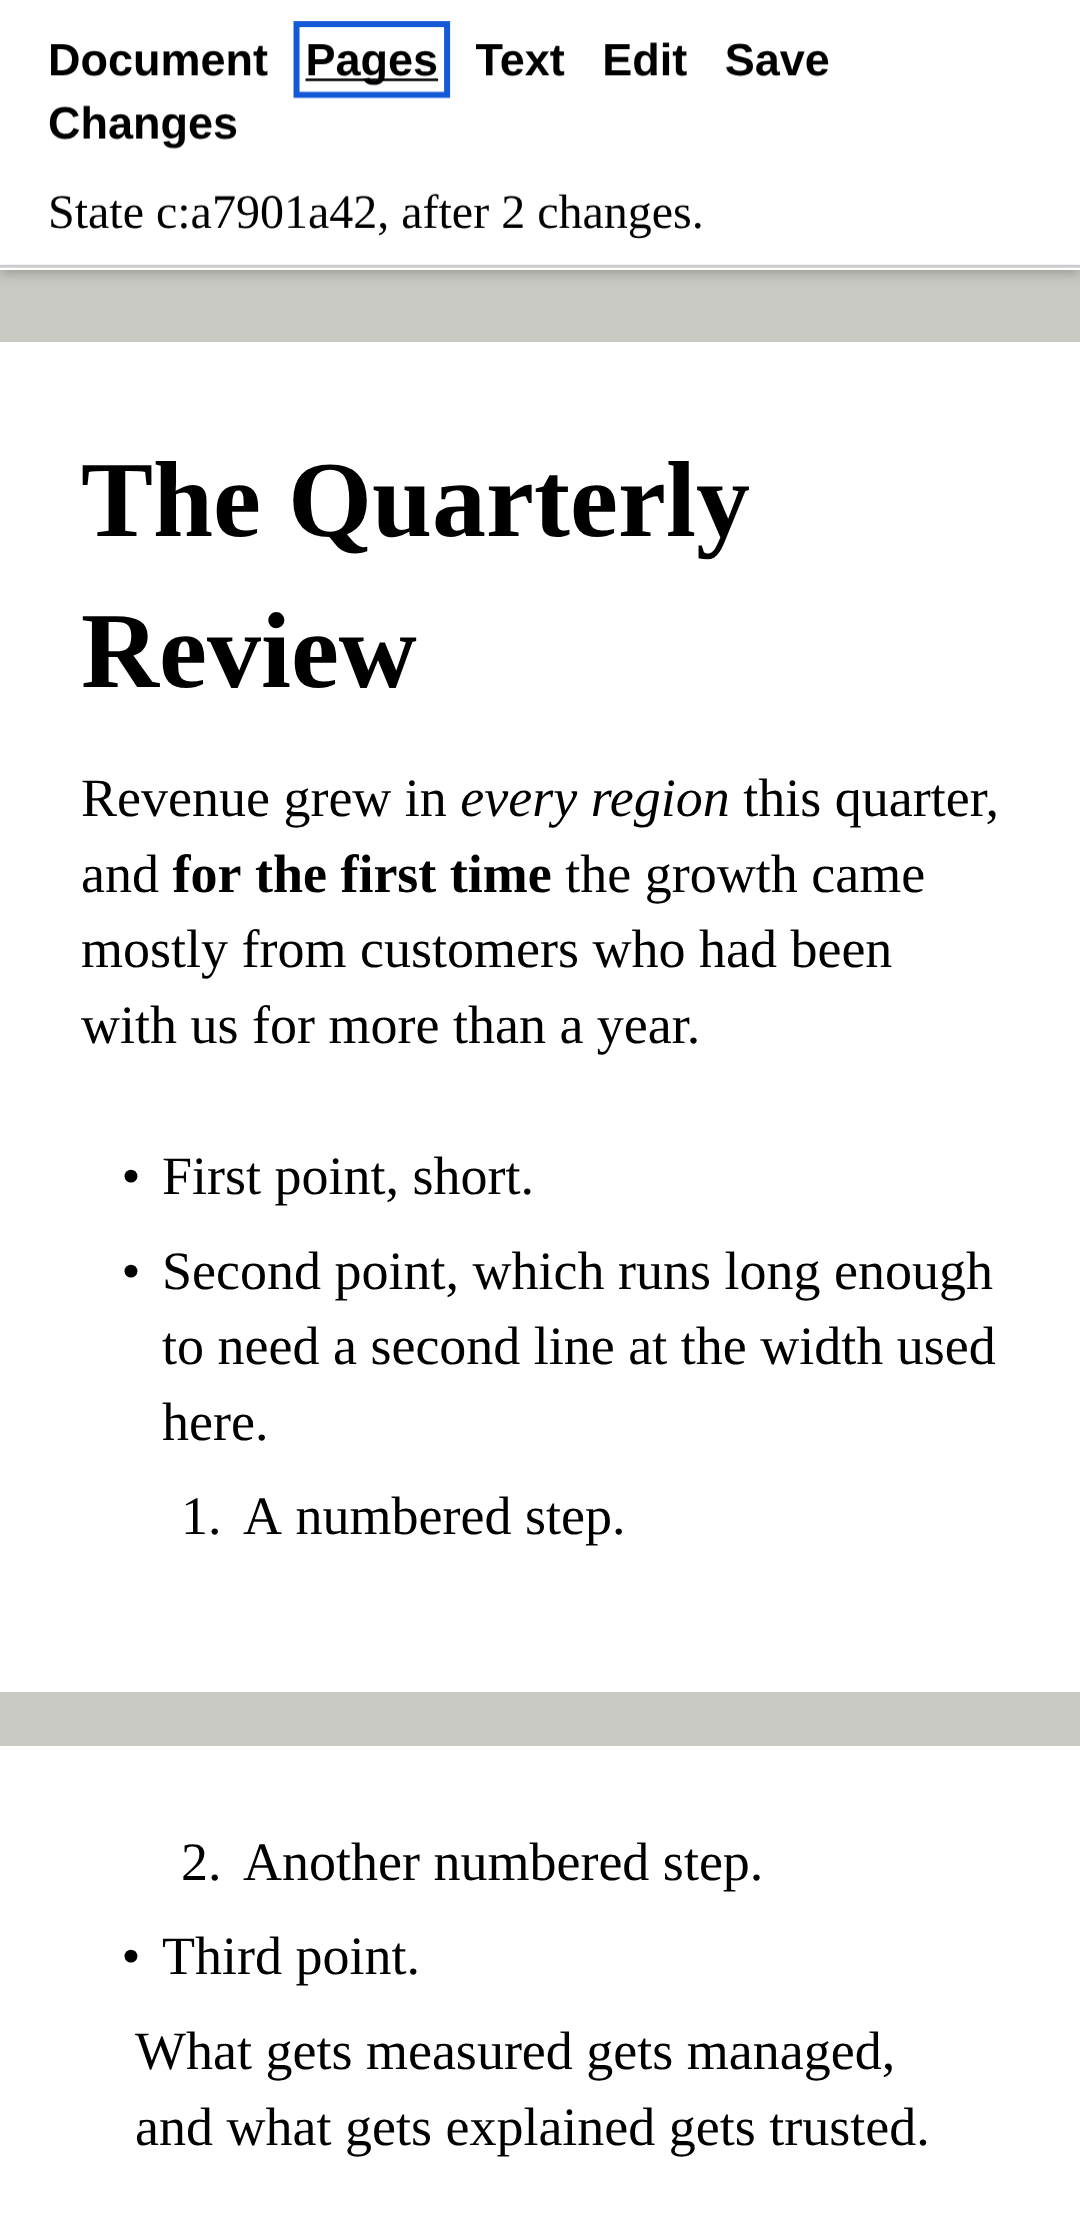 Document Pages Text Edit Save
Changes
State c:a7901a42, after 2 changes.
The Quarterly
Review
Revenue grew in every region this quarter,
and for the first time the growth came
mostly from customers who had been
with us for more than a year.
• First point, short.
• Second point, which runs long enough
to need a second line at the width used
here.
1. A numbered step.
2. Another numbered step.
• Third point.
What gets measured gets managed,
and what gets explained gets trusted.